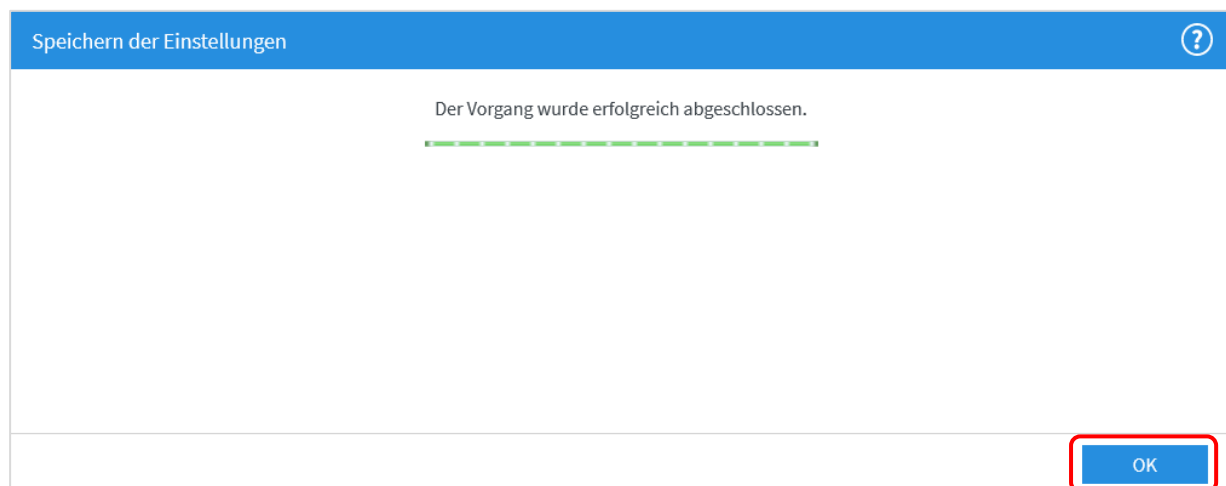 Speichern der Einstellungen ?
Der Vorgang wurde erfolgreich abgeschlossen.
OK